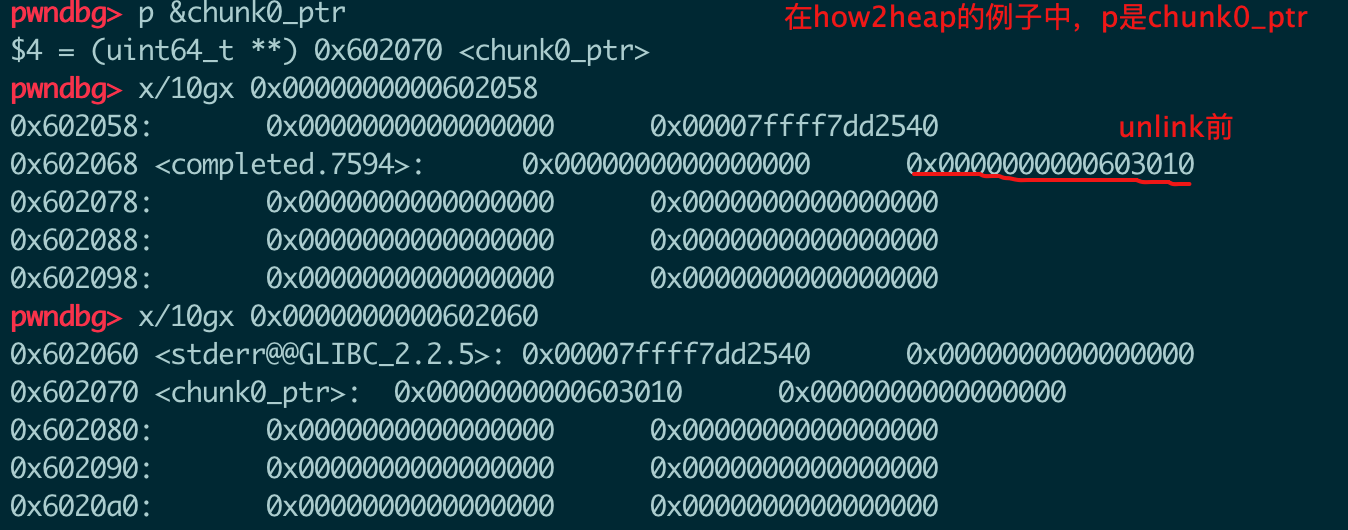 pwndbg> p &chunk0_ptr 在how2heap的例子中，p是chunk0_ptr
$4 = (uint64_t **) 0x602070 <chunk0_ptr>
pwndbg> x/10gx 0x0000000000602058
0x602058: 0x0000000000000000 0x00007ffff7dd2540 unlink前
0x602068 <completed.7594>: 0x0000000000000000 0x0000000000603010
0x602078: 0x0000000000000000 0x0000000000000000
0x602088: 0x0000000000000000 0x0000000000000000
0x602098: 0x0000000000000000 0x0000000000000000
pwndbg> x/10gx 0x0000000000602060
0x602060 <stderr@@GLIBC_2.2.5>: 0x00007ffff7dd2540 0x0000000000000000
0x602070 <chunk0_ptr>: 0x0000000000603010 0x0000000000000000
0x602080: 0x0000000000000000 0x0000000000000000
0x602090: 0x0000000000000000 0x0000000000000000
0x6020a0: 0x0000000000000000 0x0000000000000000